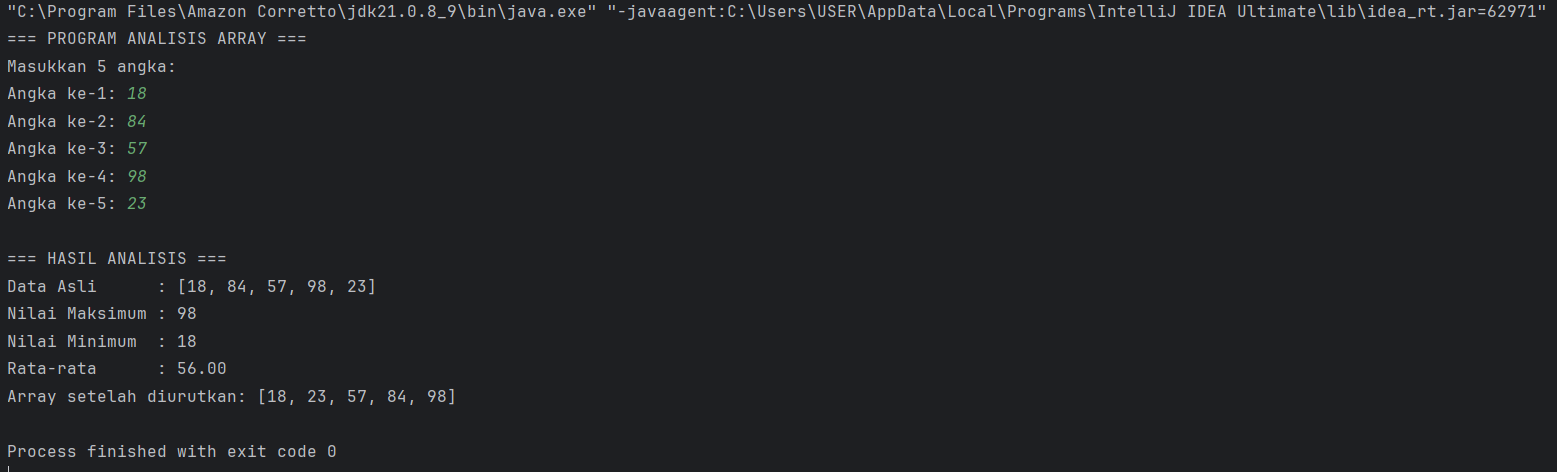 "C:\Program Files\Amazon Corretto\jdk21.0.8_9\bin\java.exe" "-javaagent:C:\Users\USER\AppData\Local\Programs\IntelliJ IDEA Ultimate\lib\idea_rt.jar=62971"
=== PROGRAM ANALISIS ARRAY ===
Masukkan 5 angka:
Angka ke-1: 18
Angka ke-2: 84
Angka ke-3: 57
Angka ke-4: 98
Angka ke-5: 23

=== HASIL ANALISIS ===
Data Asli      : [18, 84, 57, 98, 23]
Nilai Maksimum : 98
Nilai Minimum  : 18
Rata-rata      : 56.00
Array setelah diurutkan: [18, 23, 57, 84, 98]

Process finished with exit code 0